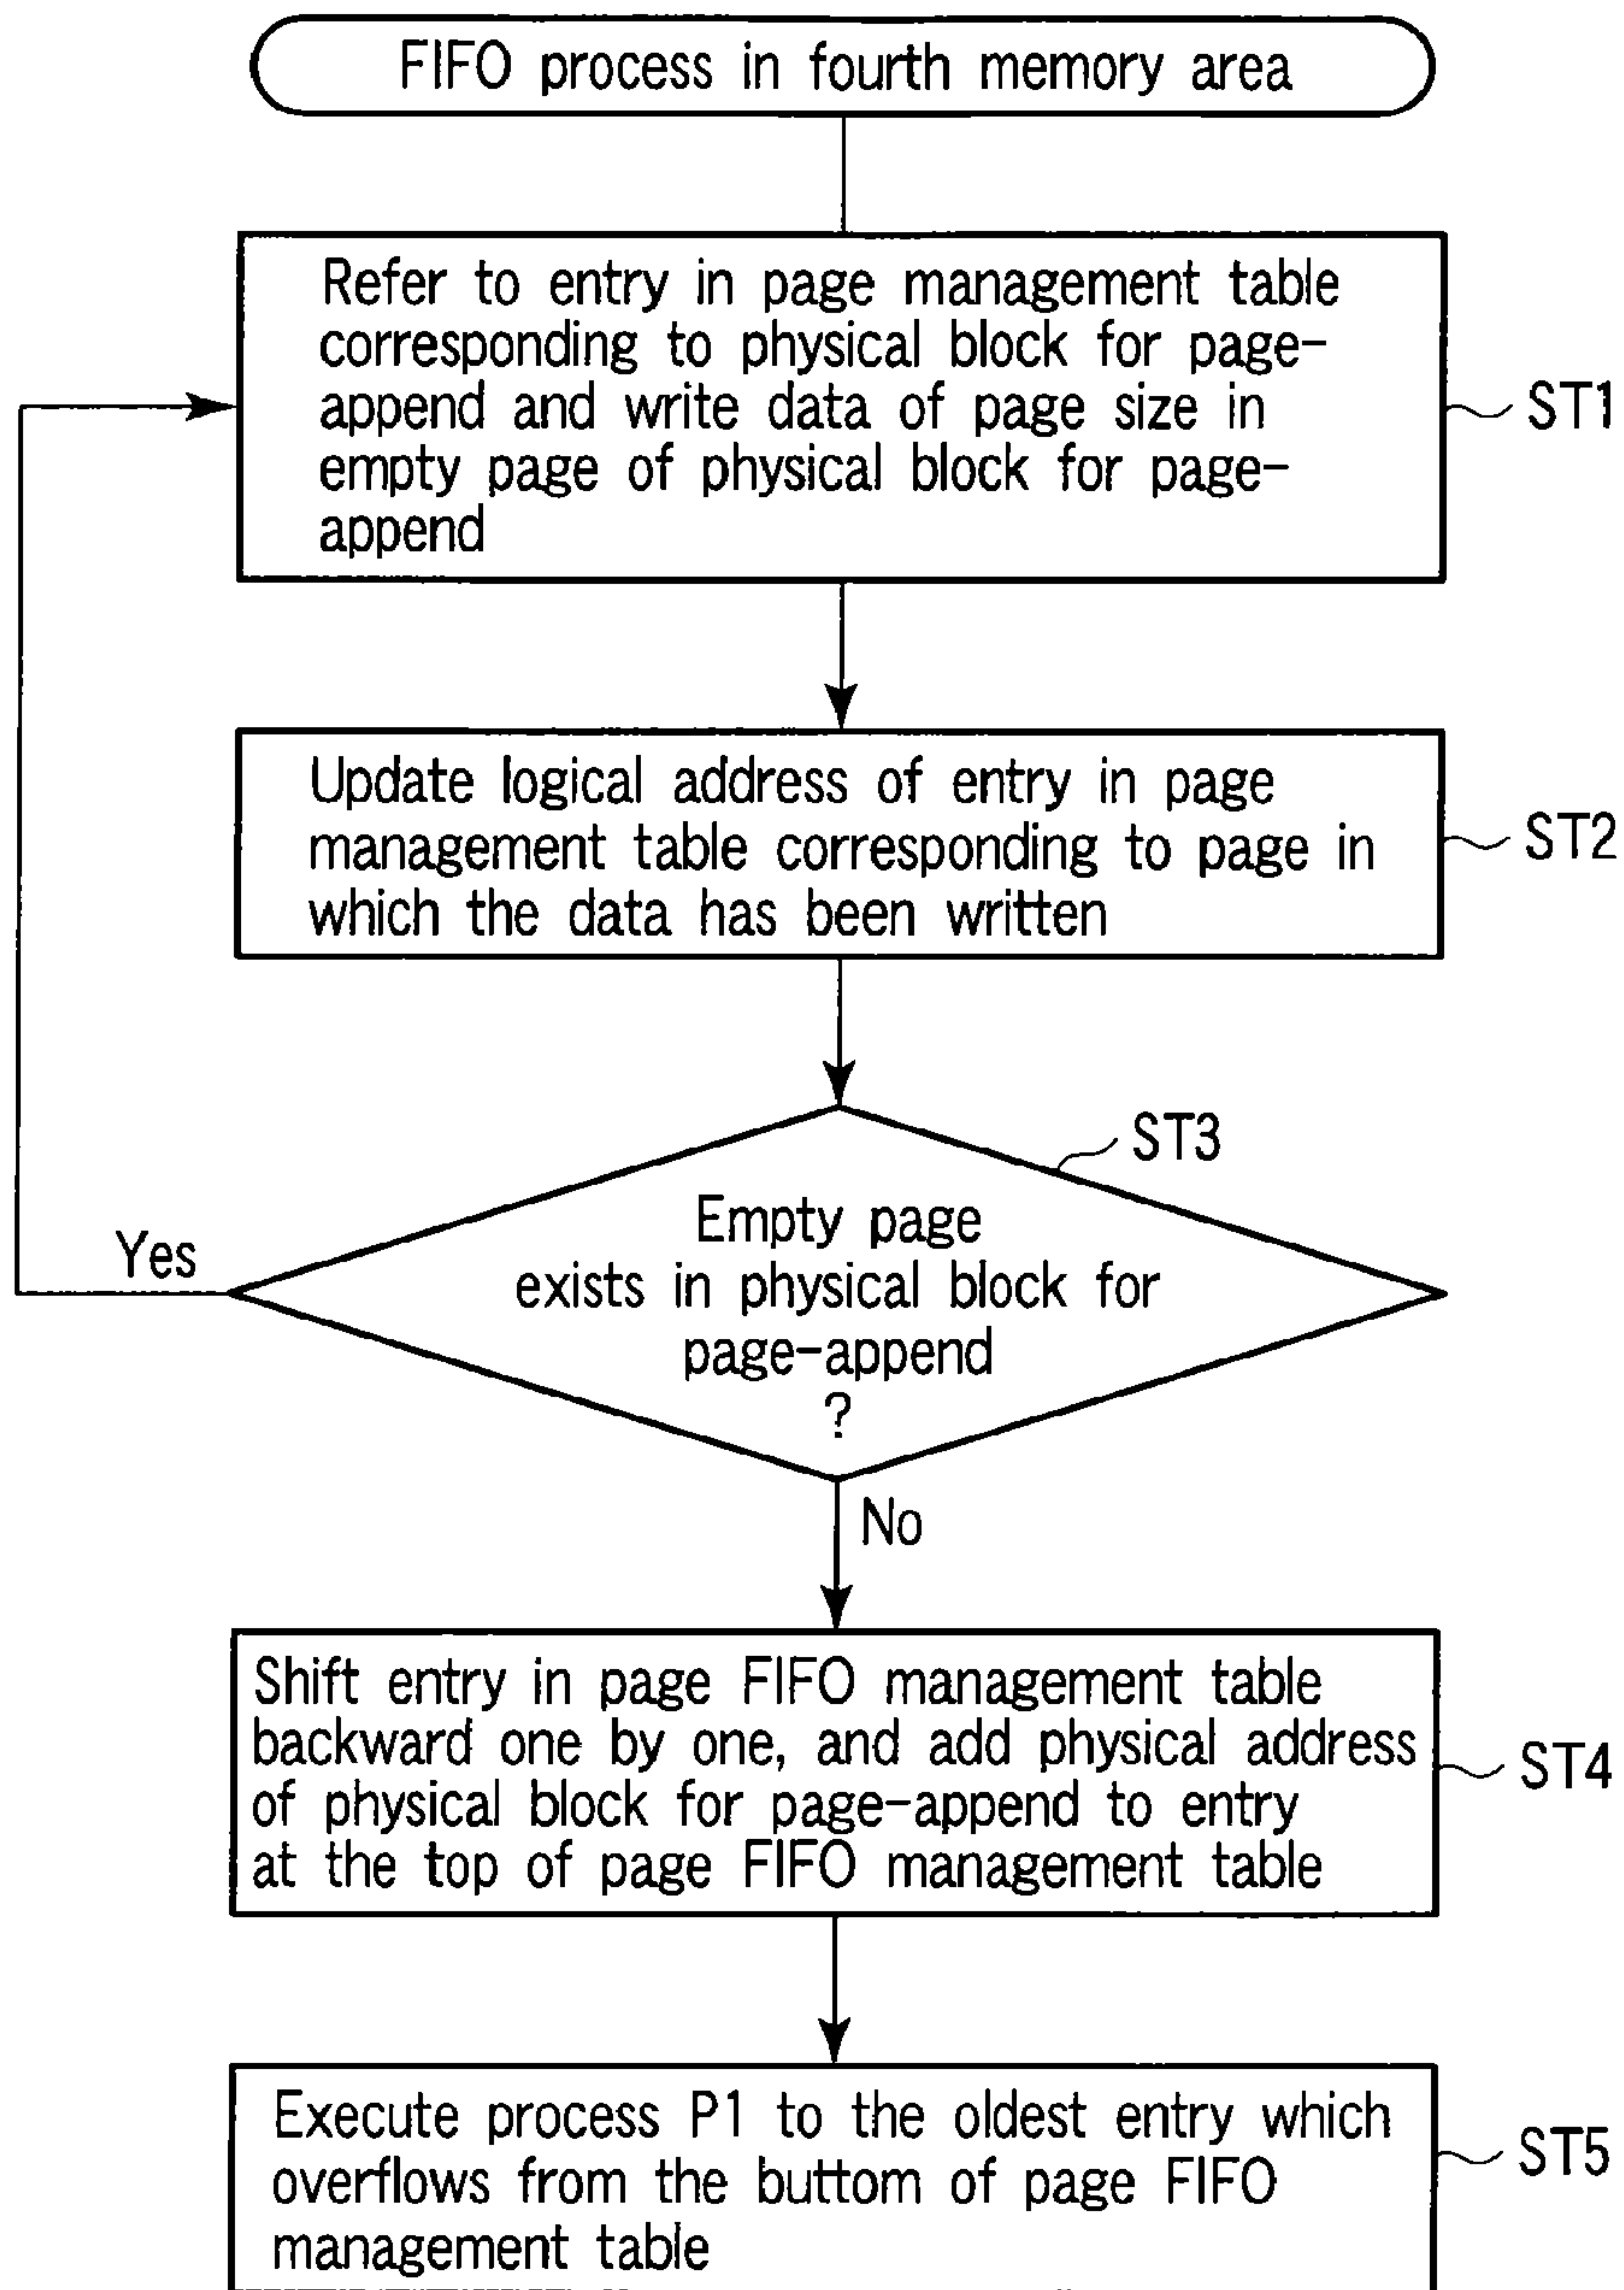 FIFO process in fourth memory area
Refer to entry in page management table
corresponding to physical block for page-
append and write data of page size in
empty page of physical block for page-
append
ST1
Update logical address of entry in page
management table corresponding to page in
which the data has been written
ST2
ST3
Empty page
exists in physical block for
page-append
?
Yes
No
Shift entry in page FIFO management table
backward one by one, and add physical address
of physical block for page-append to entry
at the top of page FIFO management table
ST4
Execute process P1 to the oldest entry which
overflows from the buttom of page FIFO
management table
ST5